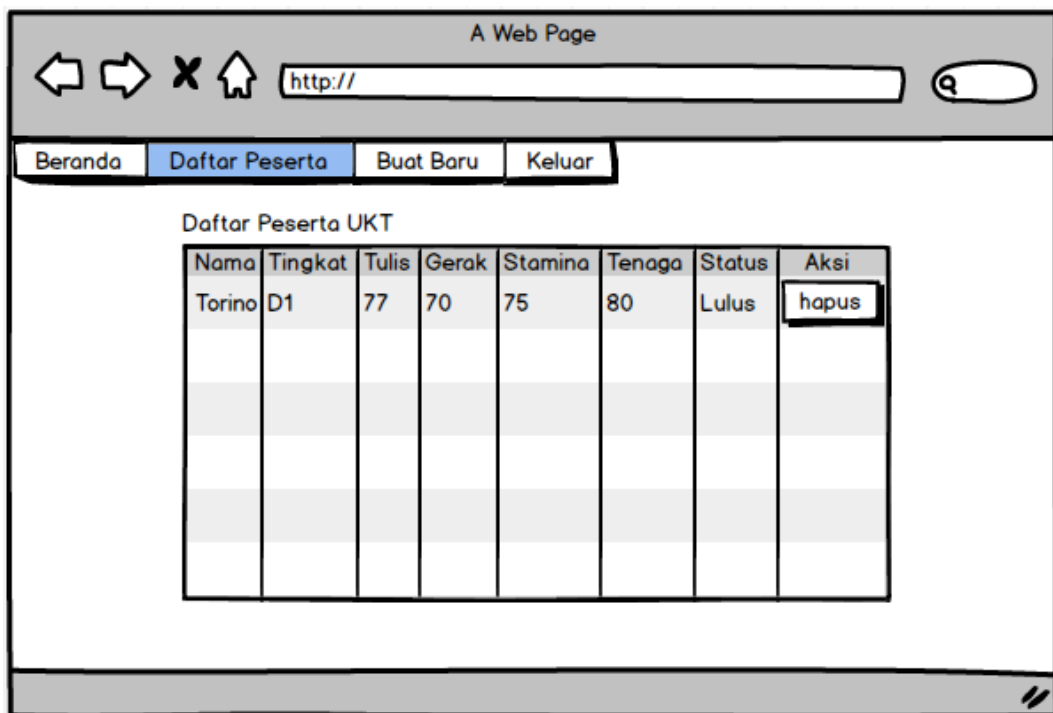 A Web Page
http://
Beranda Daftar Peserta Buat Baru Keluar
Daftar Peserta UKT
Nama Tingkat Tulis Gerak Stamina Tenaga Status Aksi
Torino D1 77 70 75 80 Lulus hapus